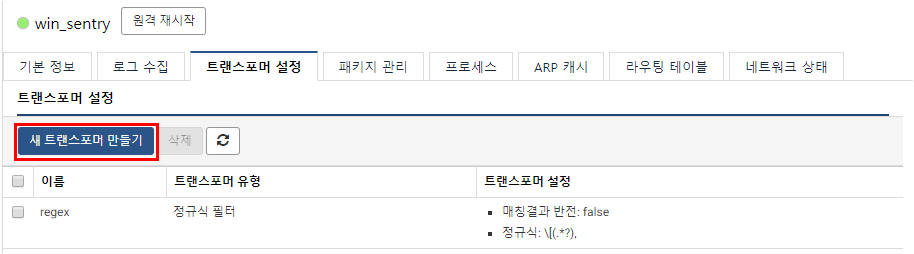 win_sentry 원격 재시작
기본 정보 로그 수집 트랜스포머 설정 패키지 관리 프로세스 ARP 캐시 라우팅 테이블 네트워크 상태
트랜스포머 설정
새 트랜스포머 만들기 삭제
이름 트랜스포머 유형 트랜스포머 설정
regex 정규식 필터 매칭결과 반전: false
정규식: \[(.*?),